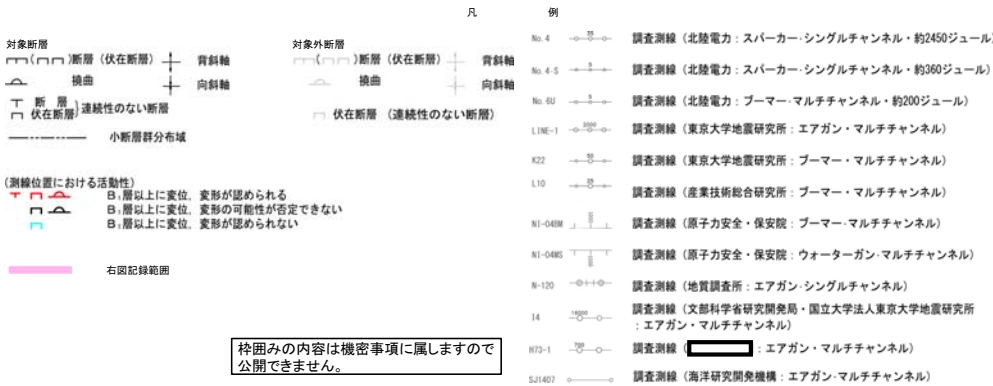 凡 例
対象断層
断層（伏在断層） 背斜軸
撓曲 向斜軸
断 層
伏在断層
連続性のない断層
小断層群分布域
対象外断層
断層（伏在断層） 背斜軸
撓曲 向斜軸
伏在断層 （連続性のない断層）
(測線位置における活動性)
B₁層以上に変位，変形が認められる
B₁層以上に変位，変形の可能性が否定できない
B₁層以上に変位，変形が認められない
右図記録範囲
枠囲みの内容は機密事項に属しますので
公開できません。
No. 4 調査測線（北陸電力：スパーカー・シングルチャンネル・約2450ジュール）
No. 4-S 5 調査測線（北陸電力：スパーカー・シングルチャンネル・約360ジュール）
No. 6U 5 調査測線（北陸電力：ブーマー・マルチチャンネル・約200ジュール）
LINE-1 2000 調査測線（東京大学地震研究所：エアガン・マルチチャンネル）
K22 50 調査測線（東京大学地震研究所：ブーマー・マルチチャンネル）
L10 25 調査測線（産業技術総合研究所：ブーマー・マルチチャンネル）
NI-04BM 調査測線（原子力安全・保安院：ブーマー・マルチチャンネル）
NI-04WS 調査測線（原子力安全・保安院：ウォーターガン・マルチチャンネル）
N-120 調査測線（地質調査所：エアガン・シングルチャンネル）
I4 18000 調査測線（文部科学省研究開発局・国立大学法人東京大学地震研究所
：エアガン・マルチチャンネル）
H73-1 700 調査測線（ ：エアガン・マルチチャンネル）
SJ1407 調査測線（海洋研究開発機構：エアガン・マルチチャンネル）